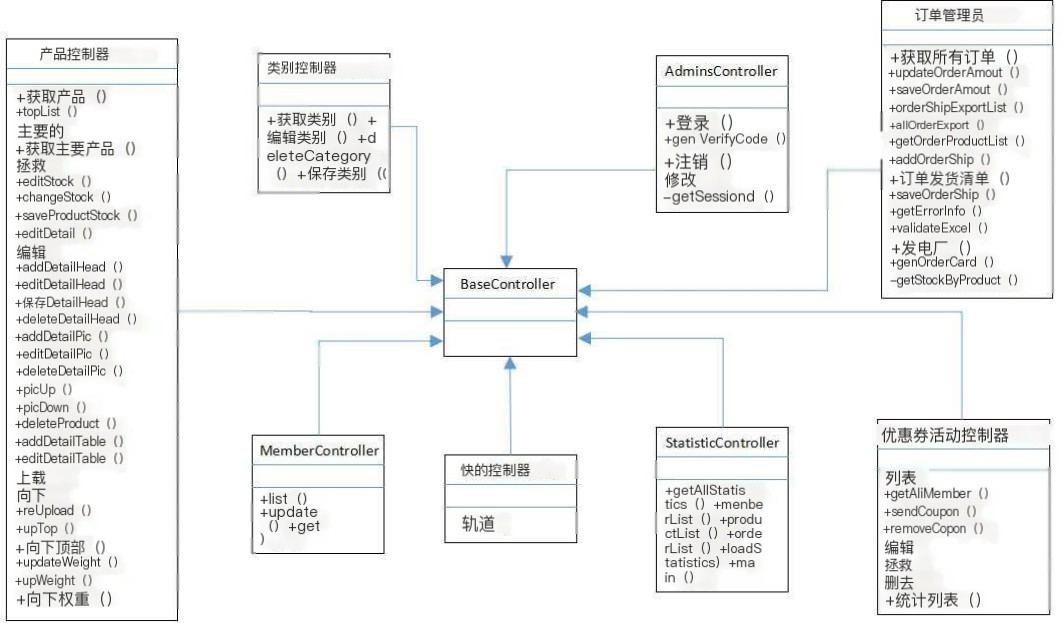 产品控制器
+获取产品（）
+topList（）
主要的
+获取主要产品（）
拯救
+editStock（）
+changeStock（）
+saveProductStock（）
+editDetail（）
编辑
+addDetailHead（）
+editDetailHead（）
+保存DetailHead（）
+deleteDetailHead（）
+addDetailPic（）
+editDetailPic（）
+deleteDetailPic（）
+picUp（）
+picDown（）
+deleteProduct（）
+addDetailTable（）
+editDetailTable（）
上载
向下
+reUpload（）
+upTop（）
+向下顶部（）
+updateWeight（）
+upWeight（）
+向下权重（）
类别控制器
+获取类别（）+
编辑类别（）+d
eleteCategory
（）+保存类别（(
AdminsController
+登录（）
+gen VerifyCode（）
+注销（）
修改
-getSessiond（）
订单管理员
+获取所有订单（）
+updateOrderAmout（）
+saveOrderAmout（）
+orderShipExportList（）
+allOrderExport（）
+getOrderProductList（）
+addOrderShip（）
+订单发货清单（）
+saveOrderShip（）
+getErrorInfo（）
+validateExcel（）
+发电厂（）
+genOrderCard（）
-getStockByProduct（）
BaseController
MemberController
+list（）
+update
（）+get
）
快的控制器
轨道
StatisticController
+getAllStatis
tics（）+menbe
rList（）+produ
ctList（）+orde
rList（）+loadS
tatistics）+ma
in（）
优惠券活动控制器
列表
+getAliMember（）
+sendCoupon（）
+removeCopon（）
编辑
拯救
删去
+统计列表（）